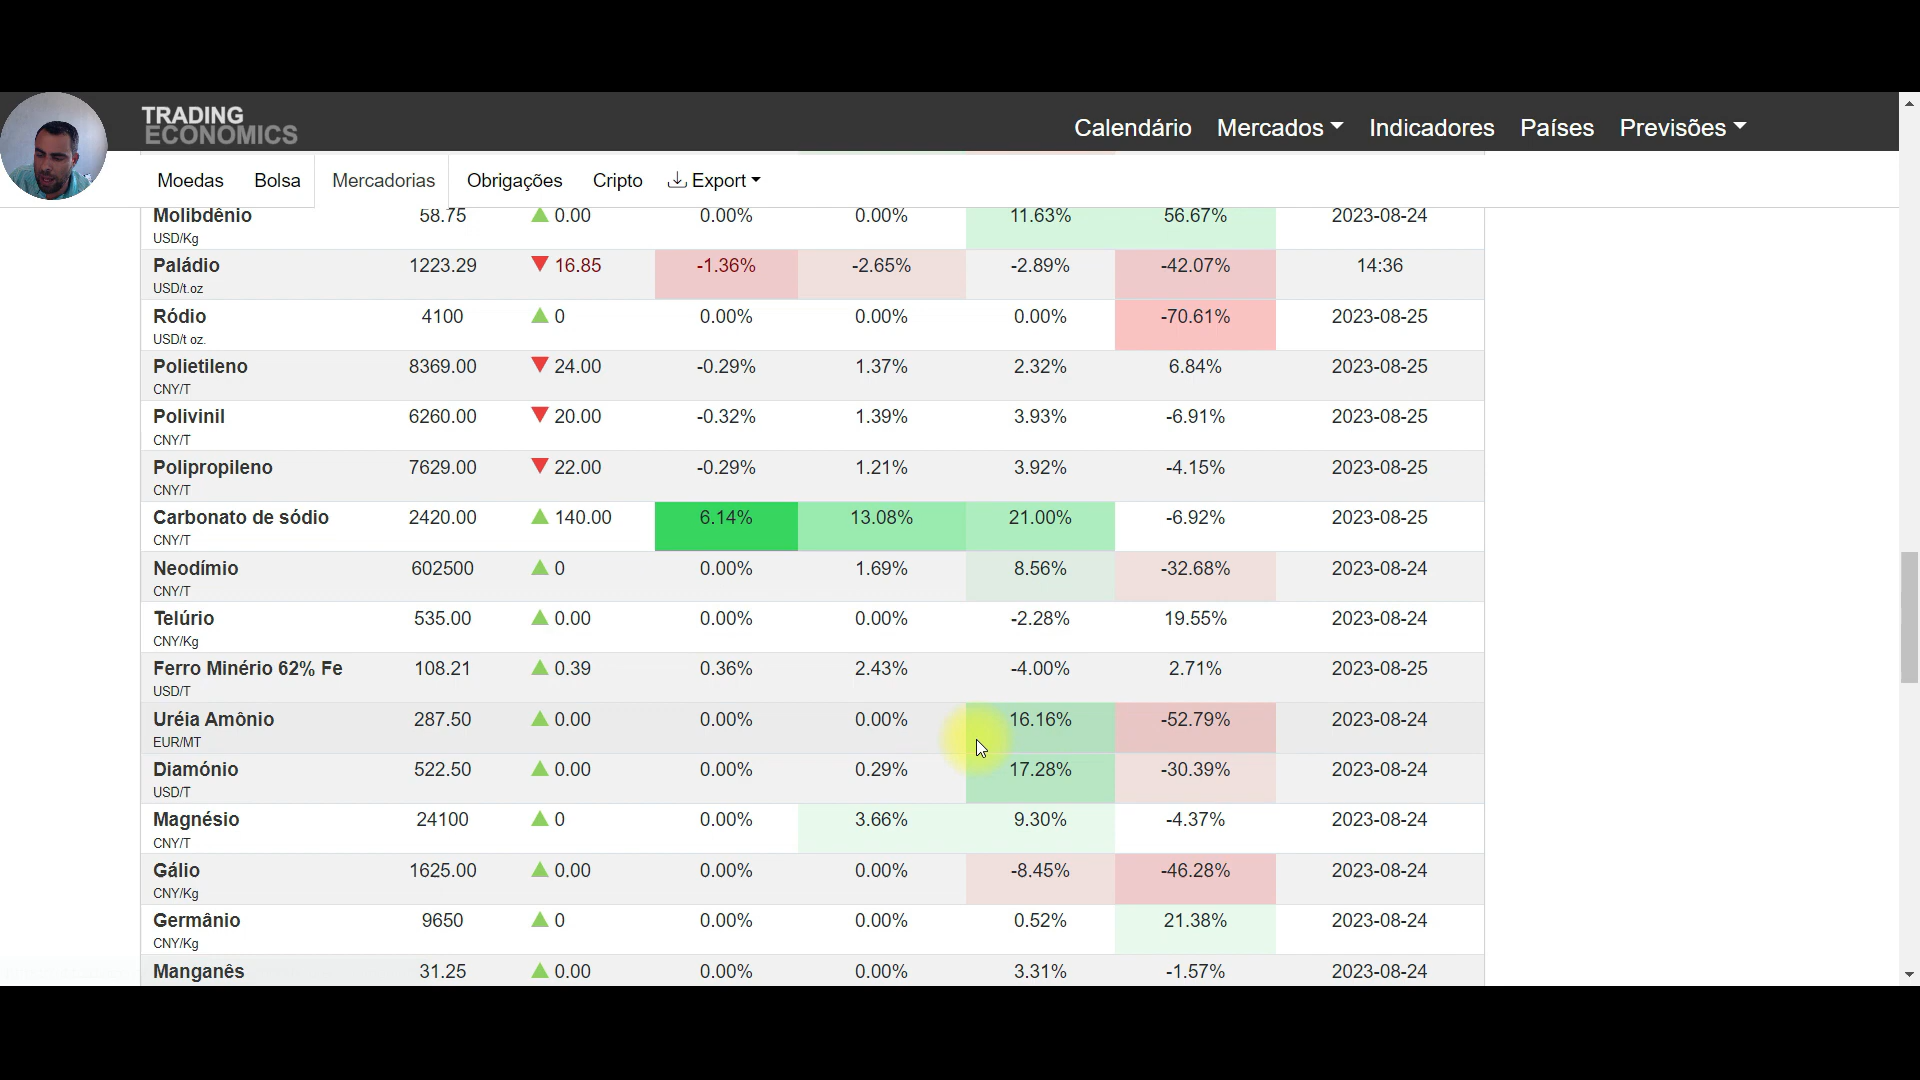 TRADING
ECONOMICS
Calendário Mercados Indicadores Países Previsões
Moedas Bolsa Mercadorias Obrigações Cripto Export
Molibdênio 58.75 0.00 0.00% 0.00% 11.63% 56.67% 2023-08-24
USD/Kg
Paládio 1223.29 16.85 -1.36% -2.65% -2.89% -42.07% 14:36
USD/t.oz
Ródio 4100 0 0.00% 0.00% 0.00% -70.61% 2023-08-25
USD/t oz.
Polietileno 8369.00 24.00 -0.29% 1.37% 2.32% 6.84% 2023-08-25
CNY/T
Polivinil 6260.00 20.00 -0.32% 1.39% 3.93% -6.91% 2023-08-25
CNY/T
Polipropileno 7629.00 22.00 -0.29% 1.21% 3.92% -4.15% 2023-08-25
CNY/T
Carbonato de sódio 2420.00 140.00 6.14% 13.08% 21.00% -6.92% 2023-08-25
CNY/T
Neodímio 602500 0 0.00% 1.69% 8.56% -32.68% 2023-08-24
CNY/T
Telúrio 535.00 0.00 0.00% 0.00% -2.28% 19.55% 2023-08-24
CNY/Kg
Ferro Minério 62% Fe 108.21 0.39 0.36% 2.43% -4.00% 2.71% 2023-08-25
USD/T
Uréia Amônio 287.50 0.00 0.00% 0.00% 16.16% -52.79% 2023-08-24
EUR/MT
Diamónio 522.50 0.00 0.00% 0.29% 17.28% -30.39% 2023-08-24
USD/T
Magnésio 24100 0 0.00% 3.66% 9.30% -4.37% 2023-08-24
CNY/T
Gálio 1625.00 0.00 0.00% 0.00% -8.45% -46.28% 2023-08-24
CNY/Kg
Germânio 9650 0 0.00% 0.00% 0.52% 21.38% 2023-08-24
CNY/Kg
Manganês 31.25 0.00 0.00% 0.00% 3.31% -1.57% 2023-08-24